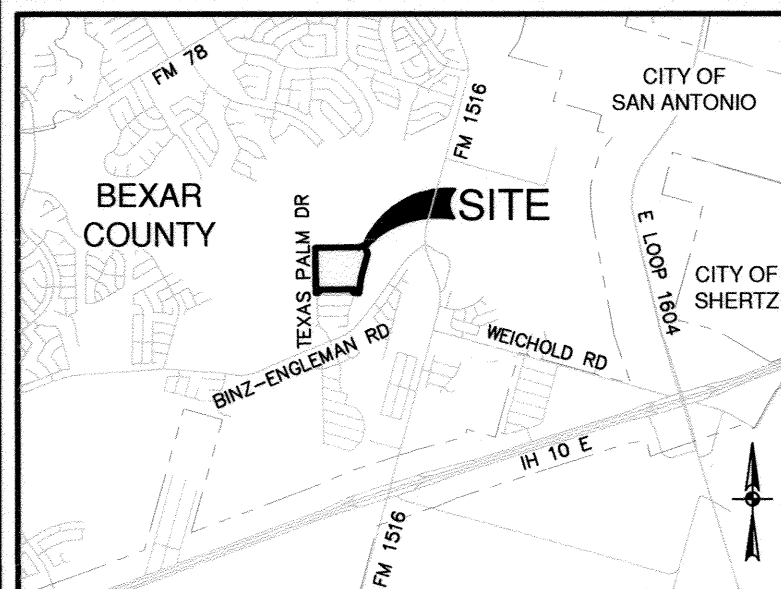 FM 78
CITY OF
SAN ANTONIO
FM 1516
BEXAR
COUNTY
TEXAS PALM DR
SITE
E LOOP 1604
CITY OF
SHERTZ
WEICHOLD RD
BINZ-ENGLEMAN RD
IH 10 E
FM 1516